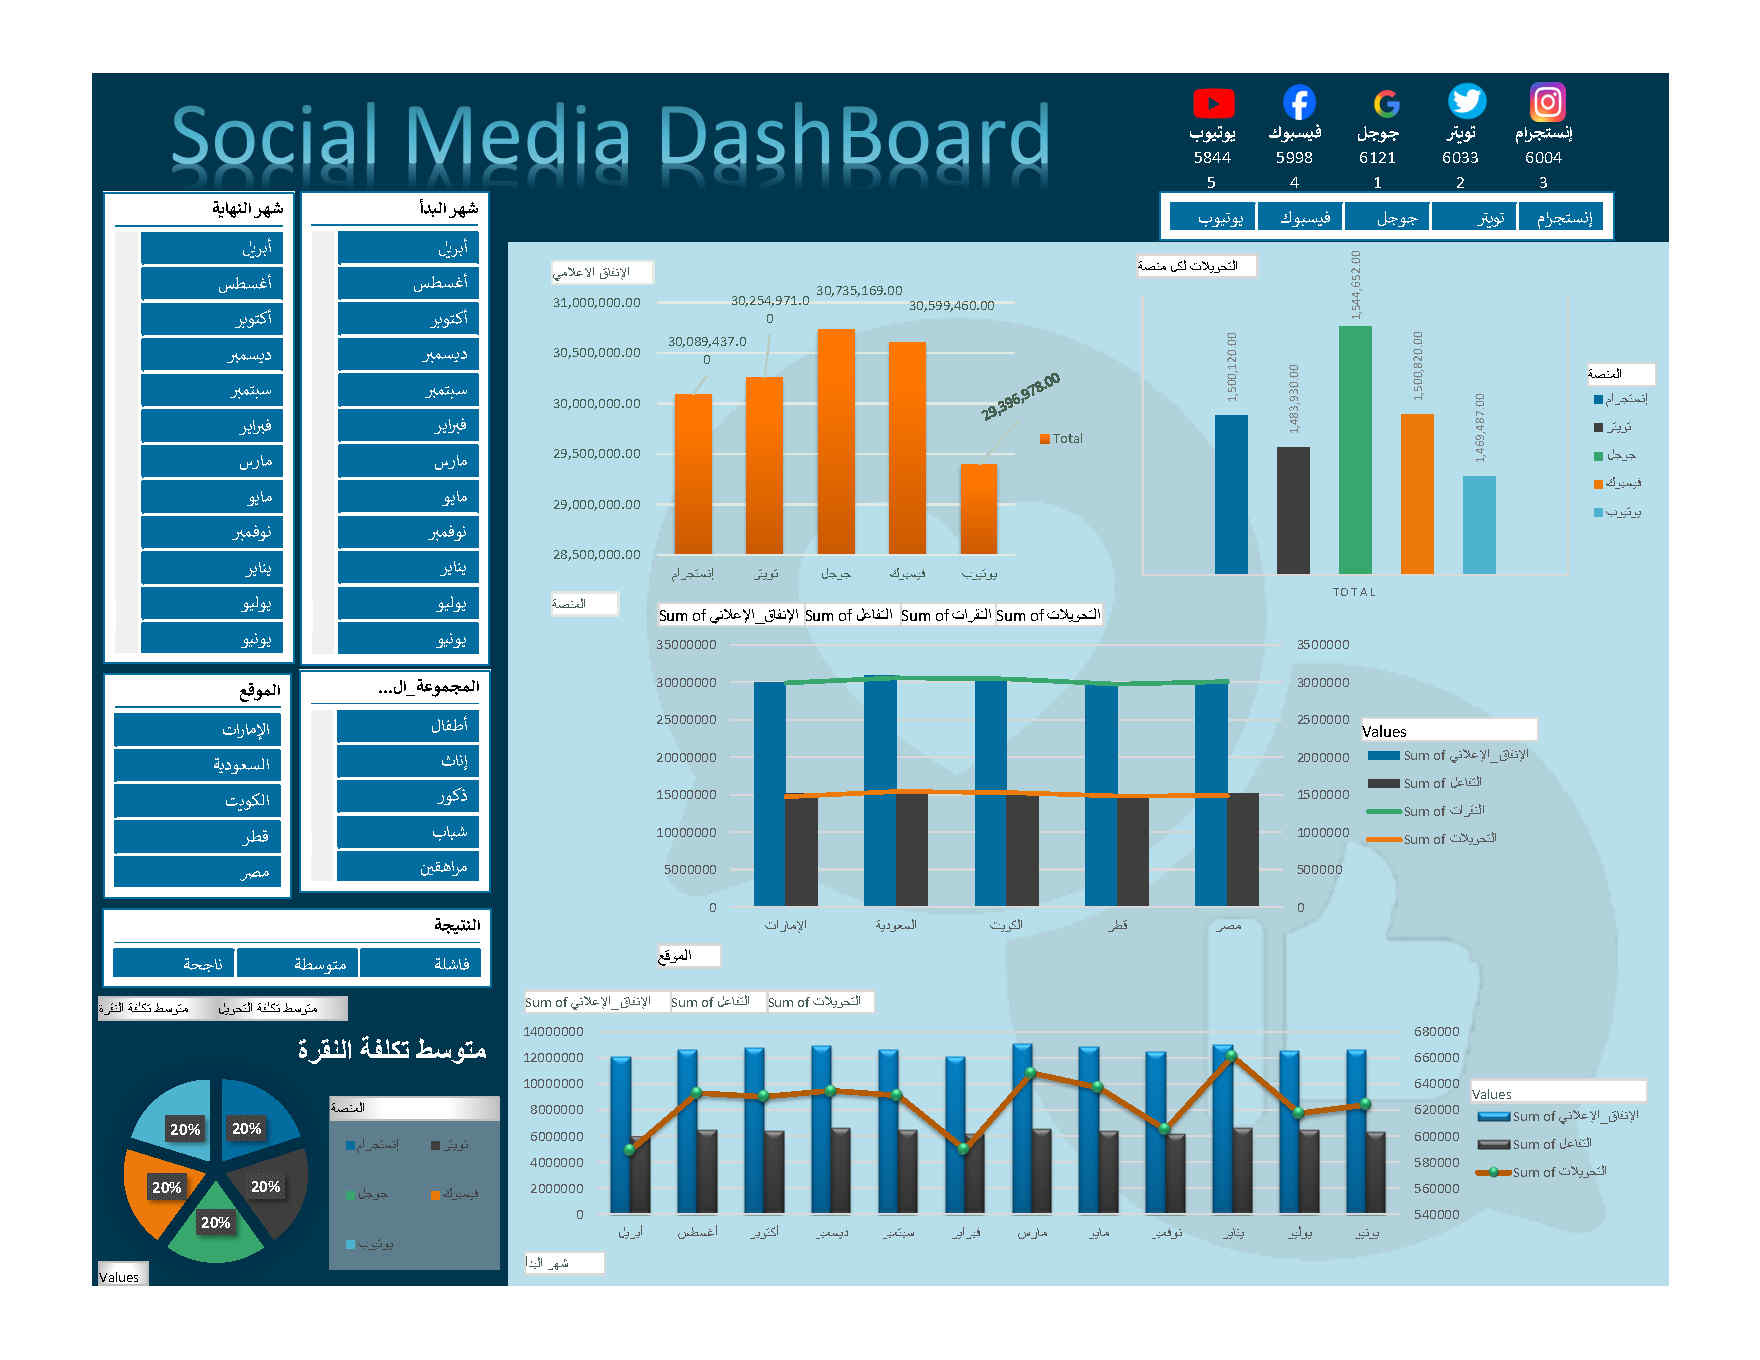 Social Media DashBoard
يوتيوب فيسبوك جوجل تويتر إنستجرام
5844 5998 6121 6033 6004
5 4 1 2 3
يوتيوب فيسبوك جوجل تويتر إنستجرام
شهر النهاية
أبريل
أغسطس
أكتوبر
ديسمبر
سبتمبر
فبراير
مارس
مايو
نوفمبر
يناير
يوليو
يونيو
شهر البدأ
أبريل
أغسطس
أكتوبر
ديسمبر
سبتمبر
فبراير
مارس
مايو
نوفمبر
يناير
يوليو
يونيو
الموقع
الإمارات
السعودية
الكويت
قطر
مصر
المجموعة_ال...
أطفال
إناث
ذكور
شباب
مراهقين
النتيجة
ناجحة متوسطة فاشلة
متوسط تكلفة النقرة متوسط تكلفة التحويل
متوسط تكلفة النقرة
20% 20%
20% 20%
20%
المنصة
إنستجرام تويتر
جوجل فيسبوك
يوتيوب
Values
الإنفاق الإعلامي
31,000,000.00
30,500,000.00
30,000,000.00
29,500,000.00
29,000,000.00
28,500,000.00
30,089,437.00
30,254,971.00
30,735,169.00
30,599,460.00
29,396,978.00
Total
إنستجرام تويتر جوجل فيسبوك يوتيوب
المنصة
التحويلات لكل منصة
1,500,120.00
1,483,930.00
1,544,652.00
1,500,820.00
1,469,487.00
TOTAL
المنصة
إنستجرام
تويتر
جوجل
فيسبوك
يوتيوب
Sum of الإنفاق_الإعلاني Sum of التفاعل Sum of النقرات Sum of التحويلات
35000000 3500000
30000000 3000000
25000000 2500000
20000000 2000000
15000000 1500000
10000000 1000000
5000000 500000
0 0
الإمارات السعودية الكويت قطر مصر
الموقع
Values
Sum of الإنفاق_الإعلاني
Sum of التفاعل
Sum of النقرات
Sum of التحويلات
Sum of الإنفاق_الإعلاني Sum of التفاعل Sum of التحويلات
14000000 680000
12000000 660000
10000000 640000
8000000 620000
6000000 600000
4000000 580000
2000000 560000
0 540000
أبريل أغسطس أكتوبر ديسمبر سبتمبر فبراير مارس مايو نوفمبر يناير يوليو يونيو
شهر البدأ
Values
Sum of الإنفاق_الإعلاني
Sum of التفاعل
Sum of التحويلات